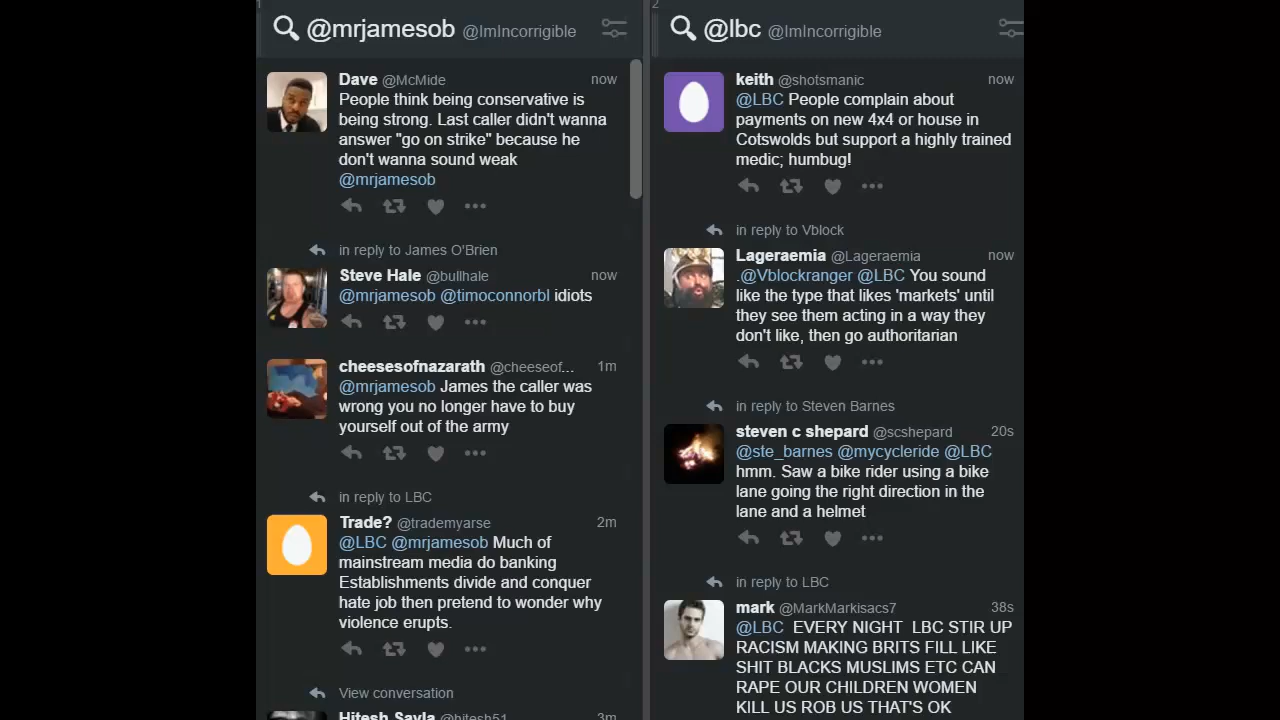 1
@mrjamesob @ImIncorrigible
Dave @McMide now
People think being conservative is
being strong. Last caller didn't wanna
answer "go on strike" because he
don't wanna sound weak
@mrjamesob
in reply to James O'Brien
Steve Hale @bullhale now
@mrjamesob @timoconnorbl idiots
cheesesofnazarath @cheeseof... 1m
@mrjamesob James the caller was
wrong you no longer have to buy
yourself out of the army
in reply to LBC
Trade? @trademyarse 2m
@LBC @mrjamesob Much of
mainstream media do banking
Establishments divide and conquer
hate job then pretend to wonder why
violence erupts.
View conversation
Hitesh Sayla @hitesh51 3m
2
@lbc @ImIncorrigible
keith @shotsmanic now
@LBC People complain about
payments on new 4x4 or house in
Cotswolds but support a highly trained
medic; humbug!
in reply to Vblock
Lageraemia @Lageraemia now
.@Vblockranger @LBC You sound
like the type that likes 'markets' until
they see them acting in a way they
don't like, then go authoritarian
in reply to Steven Barnes
steven c shepard @scshepard 20s
@ste_barnes @mycycleride @LBC
hmm. Saw a bike rider using a bike
lane going the right direction in the
lane and a helmet
in reply to LBC
mark @MarkMarkisacs7 38s
@LBC EVERY NIGHT LBC STIR UP
RACISM MAKING BRITS FILL LIKE
SHIT BLACKS MUSLIMS ETC CAN
RAPE OUR CHILDREN WOMEN
KILL US ROB US THAT'S OK